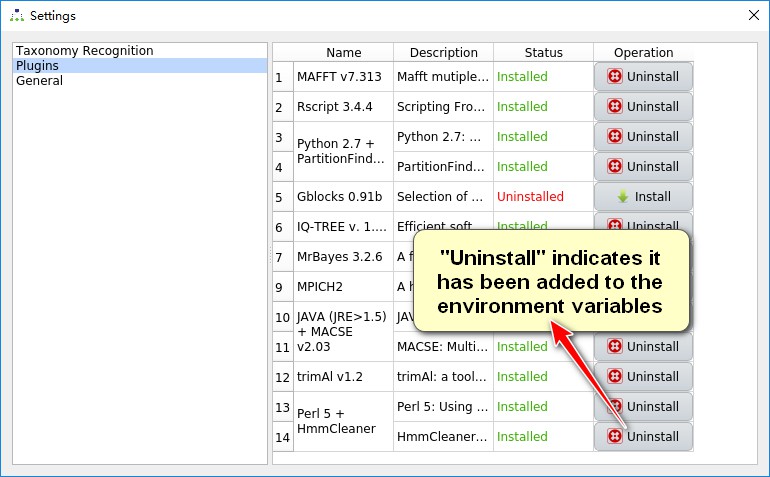 Settings
Taxonomy Recognition
Plugins
General
Name Description Status Operation
1 MAFFT v7.313 Mafft mutiple... Installed Uninstall
2 Rscript 3.4.4 Scripting Fro... Installed Uninstall
3 Python 2.7 + Python 2.7: ... Installed Uninstall
PartitionFind...
4 PartitionFind... Installed Uninstall
5 Gblocks 0.91b Selection of ... Uninstalled Install
6 IQ-TREE v. 1.... Efficient soft Installed Uninstall
7 MrBayes 3.2.6 A f
9 MPICH2 A h
10 JAVA (JRE>1.5) JAV
+ MACSE
11 v2.03 MACSE: Multi... Installed Uninstall
12 trimAl v1.2 trimAl: a tool... Installed Uninstall
13 Perl 5 + Perl 5: Using ... Installed Uninstall
HmmCleaner
14 HmmCleaner... Installed Uninstall
"Uninstall" indicates it
has been added to the
environment variables